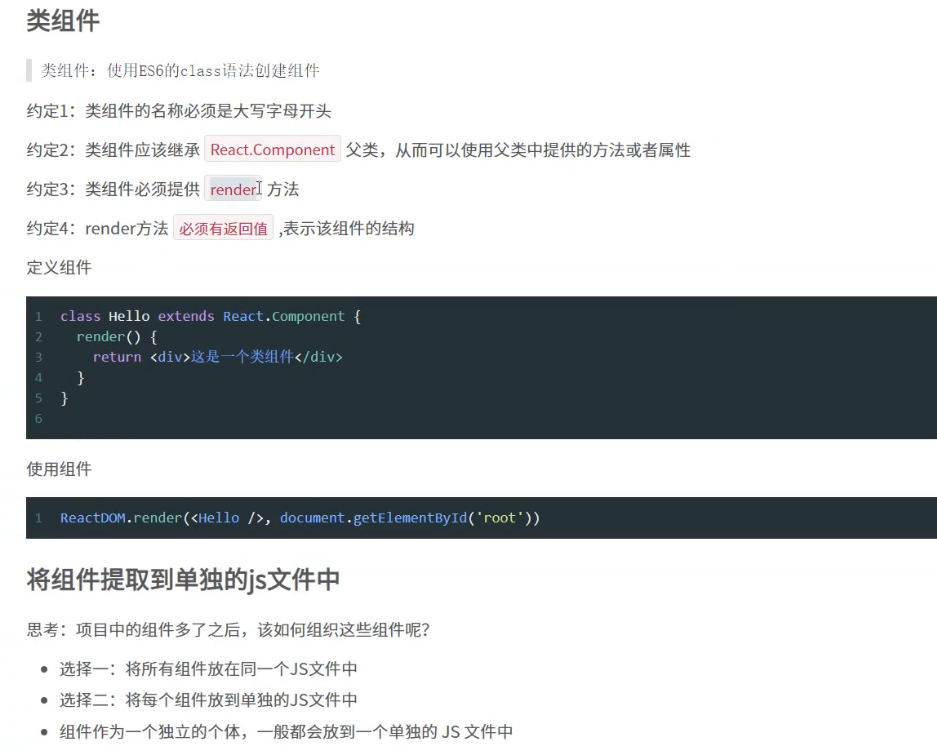 类组件
类组件：使用ES6的class语法创建组件
约定1：类组件的名称必须是大写字母开头
约定2：类组件应该继承 React.Component 父类，从而可以使用父类中提供的方法或者属性
约定3：类组件必须提供 render 方法
约定4：render方法 必须有返回值 ,表示该组件的结构
定义组件
1 class Hello extends React.Component {
2   render() {
3     return <div>这是一个类组件</div>
4   }
5 }
6
使用组件
1 ReactDOM.render(<Hello />, document.getElementById('root'))
将组件提取到单独的js文件中
思考：项目中的组件多了之后，该如何组织这些组件呢？
• 选择一：将所有组件放在同一个JS文件中
• 选择二：将每个组件放到单独的JS文件中
• 组件作为一个独立的个体，一般都会放到一个单独的 JS 文件中